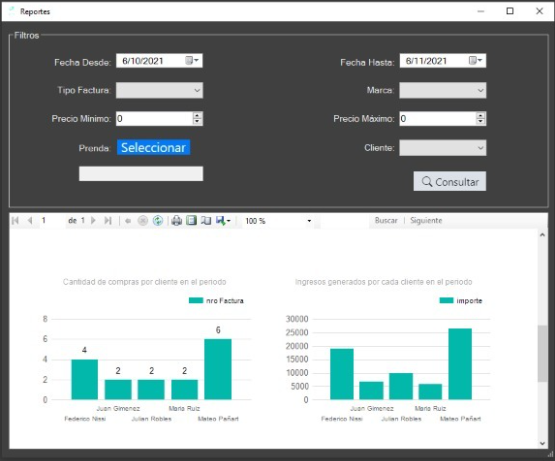 Reportes
Filtros
Fecha Desde: 6/10/2021
Fecha Hasta: 6/11/2021
Tipo Factura:
Marca:
Precio Minimo: 0
Precio Máximo: 0
Prenda: Seleccionar
Cliente:
Consultar
1 de 1 100 % Buscar | Siguiente
Cantidad de compras por cliente en el periodo
nro Factura
8
6
4
2
0
4
2
2
2
6
Juan Gimenez
Maria Ruiz
Federico Nissi
Julian Robles
Mateo Pañart
Ingresos generados por cada cliente en el periodo
importe
30000
25000
20000
15000
10000
5000
0
Juan Gimenez
Maria Ruiz
Federico Nissi
Julian Robles
Mateo Pañart